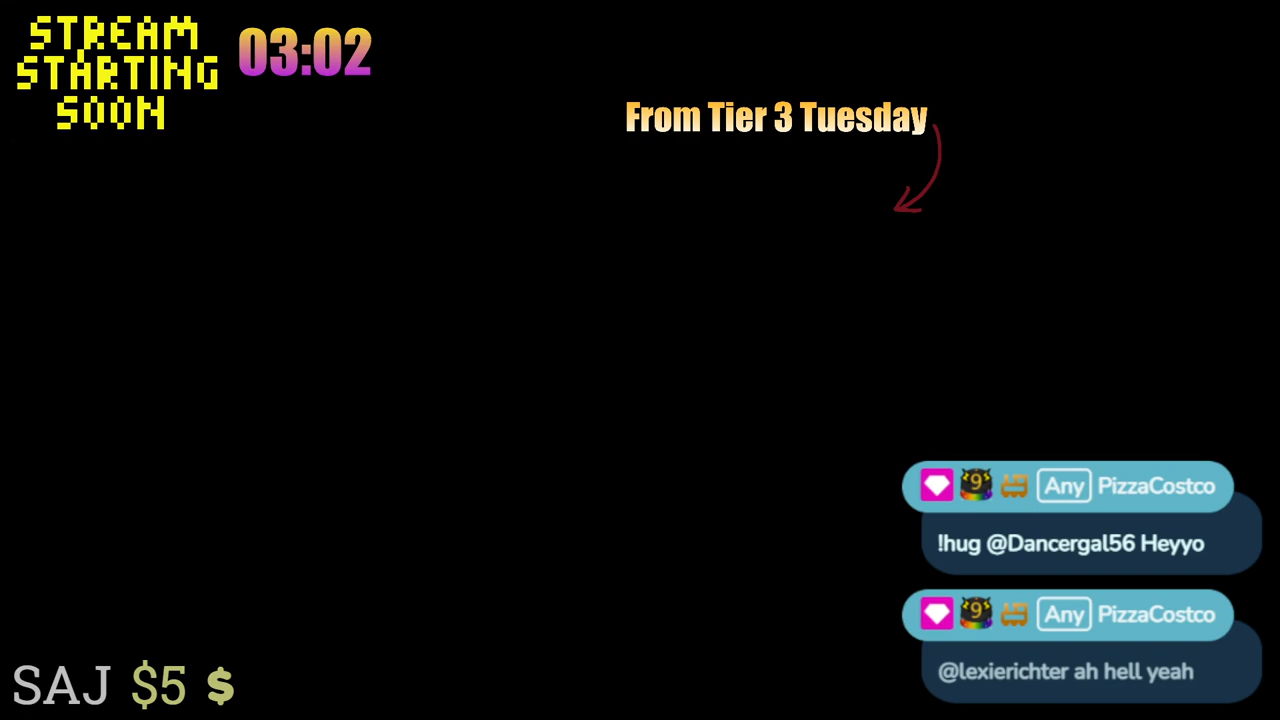 STREAM
STARTING
SOON
03:02
From Tier 3 Tuesday
9 Any PizzaCostco
!hug @Dancergal56 Heyyo
9 Any PizzaCostco
@lexierichter ah hell yeah
SAJ $5 $